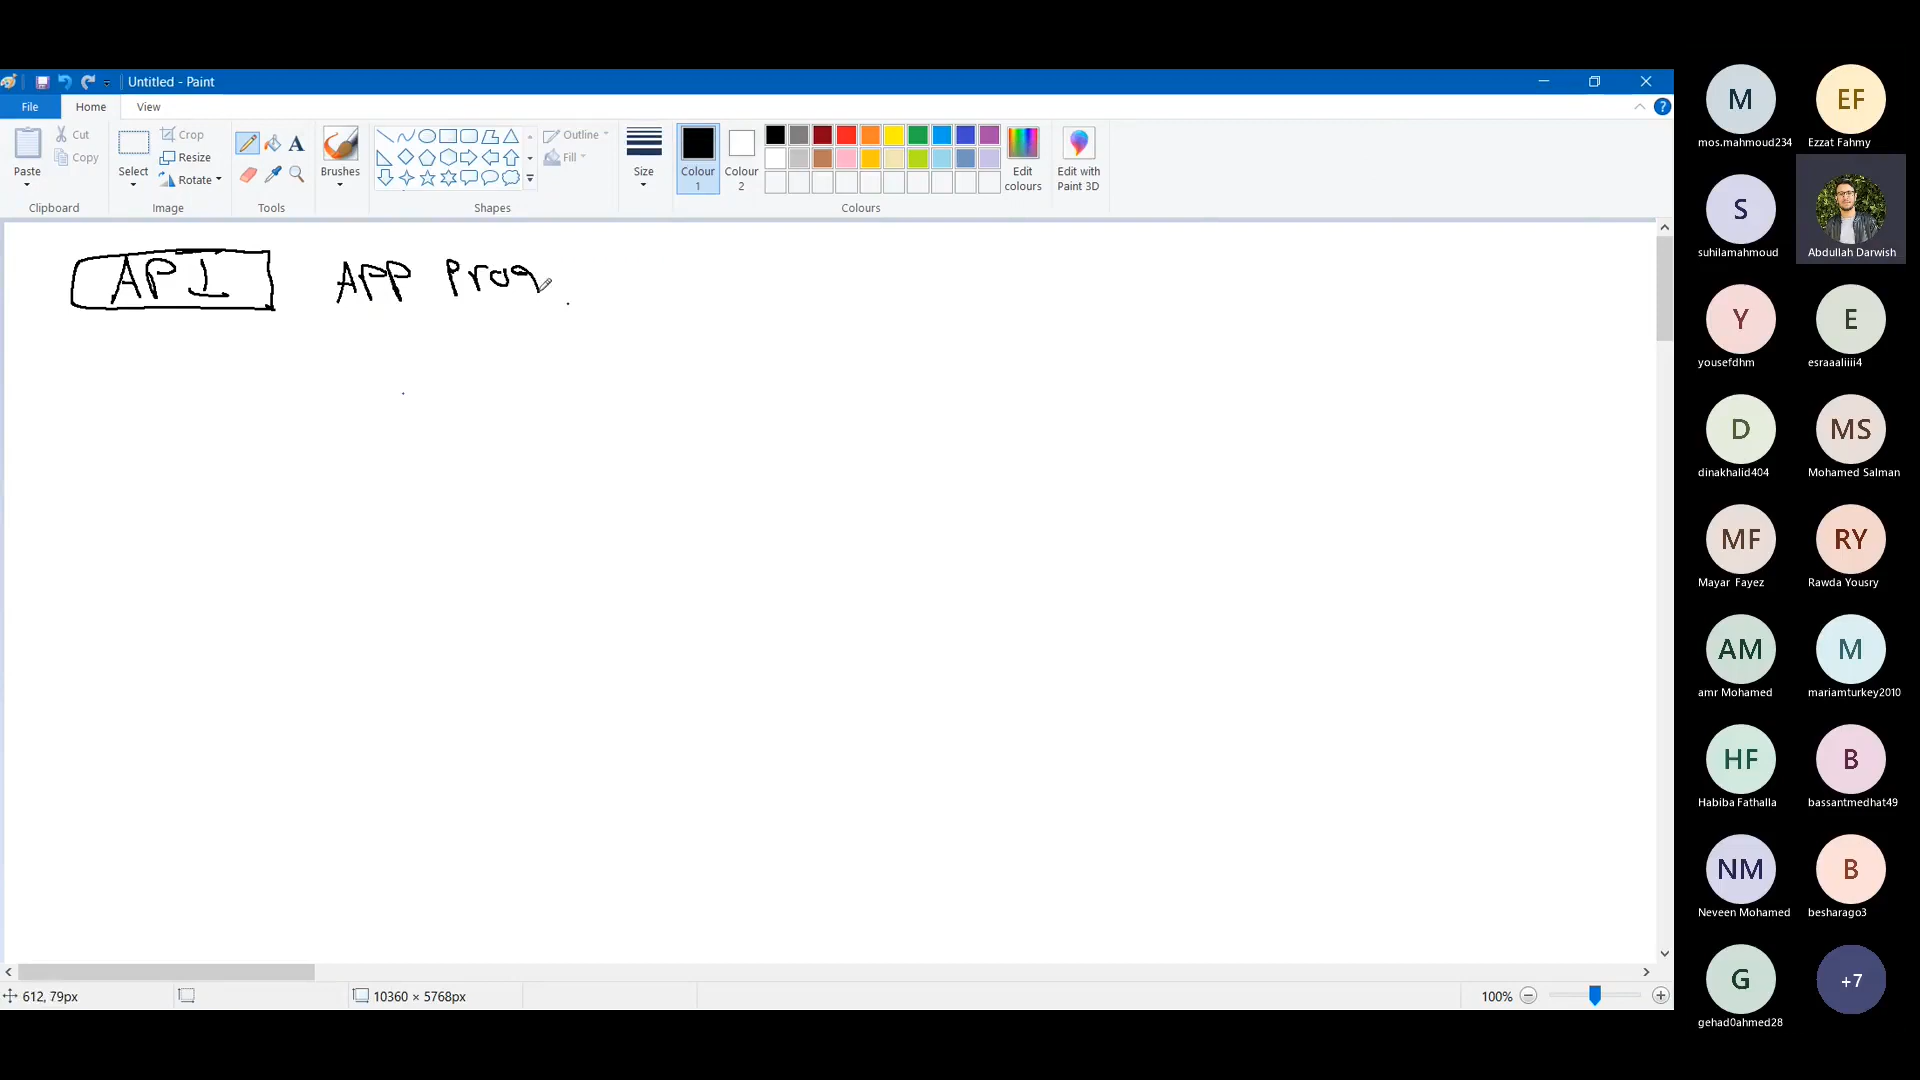 Untitled - Paint
File Home View
Cut
Copy
Paste
Clipboard
Select
Crop
Resize
Rotate
Image
Tools
Brushes
Shapes
Outline
Fill
Size
Colour 1
Colour 2
Edit colours
Edit with Paint 3D
Colours
API APP Prog
612, 79px
10360 × 5768px
100%
M
mos.mahmoud234
EF
Ezzat Fahmy
S
suhilamahmoud
Abdullah Darwish
Y
yousefdhm
E
esraaliiii4
D
dinakhalid404
MS
Mohamed Salman
MF
Mayar Fayez
RY
Rawda Yousry
AM
amr Mohamed
M
mariamturkey2010
HF
Habiba Fathalla
B
bassantmedhat49
NM
Neveen Mohamed
B
besharago3
G
gehad0ahmed28
+7